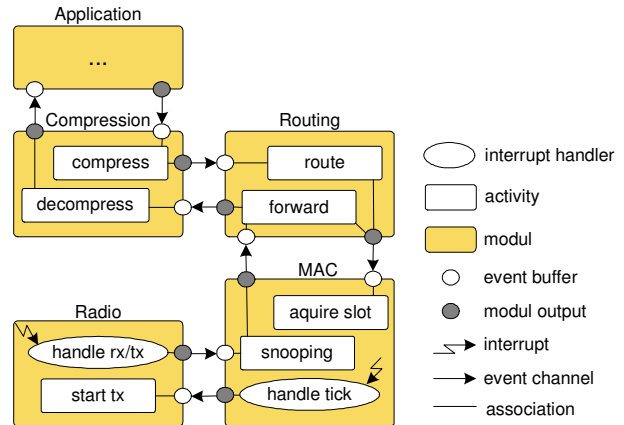 Application
...
Compression
Routing
compress
route
decompress
forward
MAC
aquire slot
Radio
handle rx/tx
snooping
start tx
handle tick
interrupt handler
activity
modul
event buffer
modul output
interrupt
event channel
association